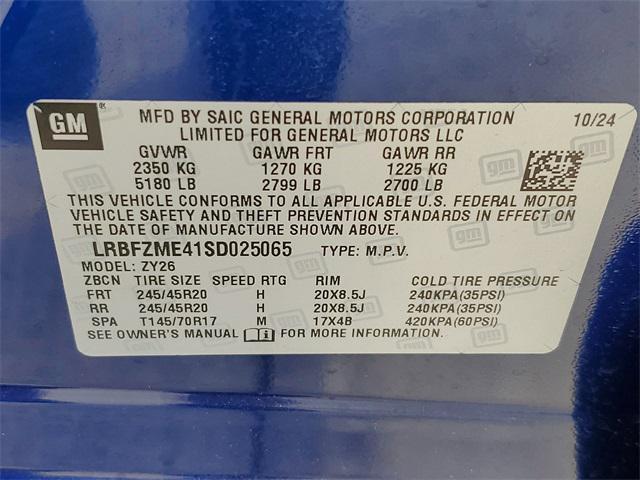 GM ® MFD BY SAIC GENERAL MOTORS CORPORATION 10/24
LIMITED FOR GENERAL MOTORS LLC
GVWR GAWR FRT GAWR RR
2350 KG 1270 KG 1225 KG
5180 LB 2799 LB 2700 LB
THIS VEHICLE CONFORMS TO ALL APPLICABLE U.S. FEDERAL MOTOR
VEHICLE SAFETY AND THEFT PREVENTION STANDARDS IN EFFECT ON
THE DATE OF MANUFACTURE SHOWN ABOVE.
LRBFZME41SD025065 TYPE: M.P.V.
MODEL: ZY26
ZBCN TIRE SIZE SPEED RTG RIM COLD TIRE PRESSURE
FRT 245/45R20 H 20X8.5J 240KPA(35PSI)
RR 245/45R20 H 20X8.5J 240KPA(35PSI)
SPA T145/70R17 M 17X4B 420KPA(60PSI)
SEE OWNER'S MANUAL FOR MORE INFORMATION.